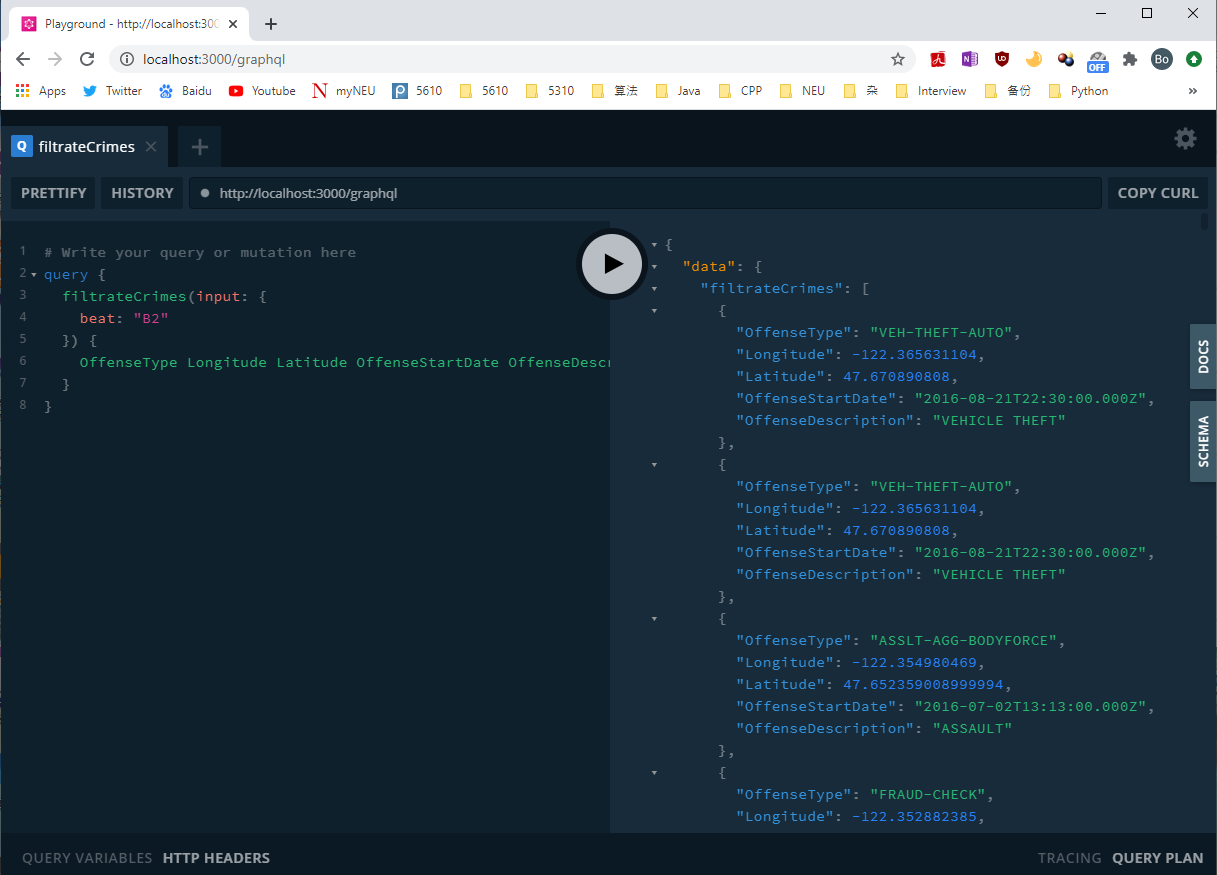 Playground - http://localhost:300
localhost:3000/graphql
OFF
Bo
Apps Twitter Baidu Youtube myNEU 5610 5610 5310 算法 Java CPP NEU 杂 Interview 备份 Python »
Q filtrateCrimes
PRETTIFY HISTORY http://localhost:3000/graphql COPY CURL
1 # Write your query or mutation here
2 query {
3 filtrateCrimes(input: {
4 beat: "B2"
5 }) {
6 OffenseType Longitude Latitude OffenseStartDate OffenseDescr
7 }
8 }
{
"data": {
"filtrateCrimes": [
{
"OffenseType": "VEH-THEFT-AUTO",
"Longitude": -122.365631104,
"Latitude": 47.670890808,
"OffenseStartDate": "2016-08-21T22:30:00.000Z",
"OffenseDescription": "VEHICLE THEFT"
},
{
"OffenseType": "VEH-THEFT-AUTO",
"Longitude": -122.365631104,
"Latitude": 47.670890808,
"OffenseStartDate": "2016-08-21T22:30:00.000Z",
"OffenseDescription": "VEHICLE THEFT"
},
{
"OffenseType": "ASSLT-AGG-BODYFORCE",
"Longitude": -122.354980469,
"Latitude": 47.652359008999994,
"OffenseStartDate": "2016-07-02T13:13:00.000Z",
"OffenseDescription": "ASSAULT"
},
{
"OffenseType": "FRAUD-CHECK",
"Longitude": -122.352882385,
DOCS
SCHEMA
QUERY VARIABLES HTTP HEADERS
TRACING QUERY PLAN